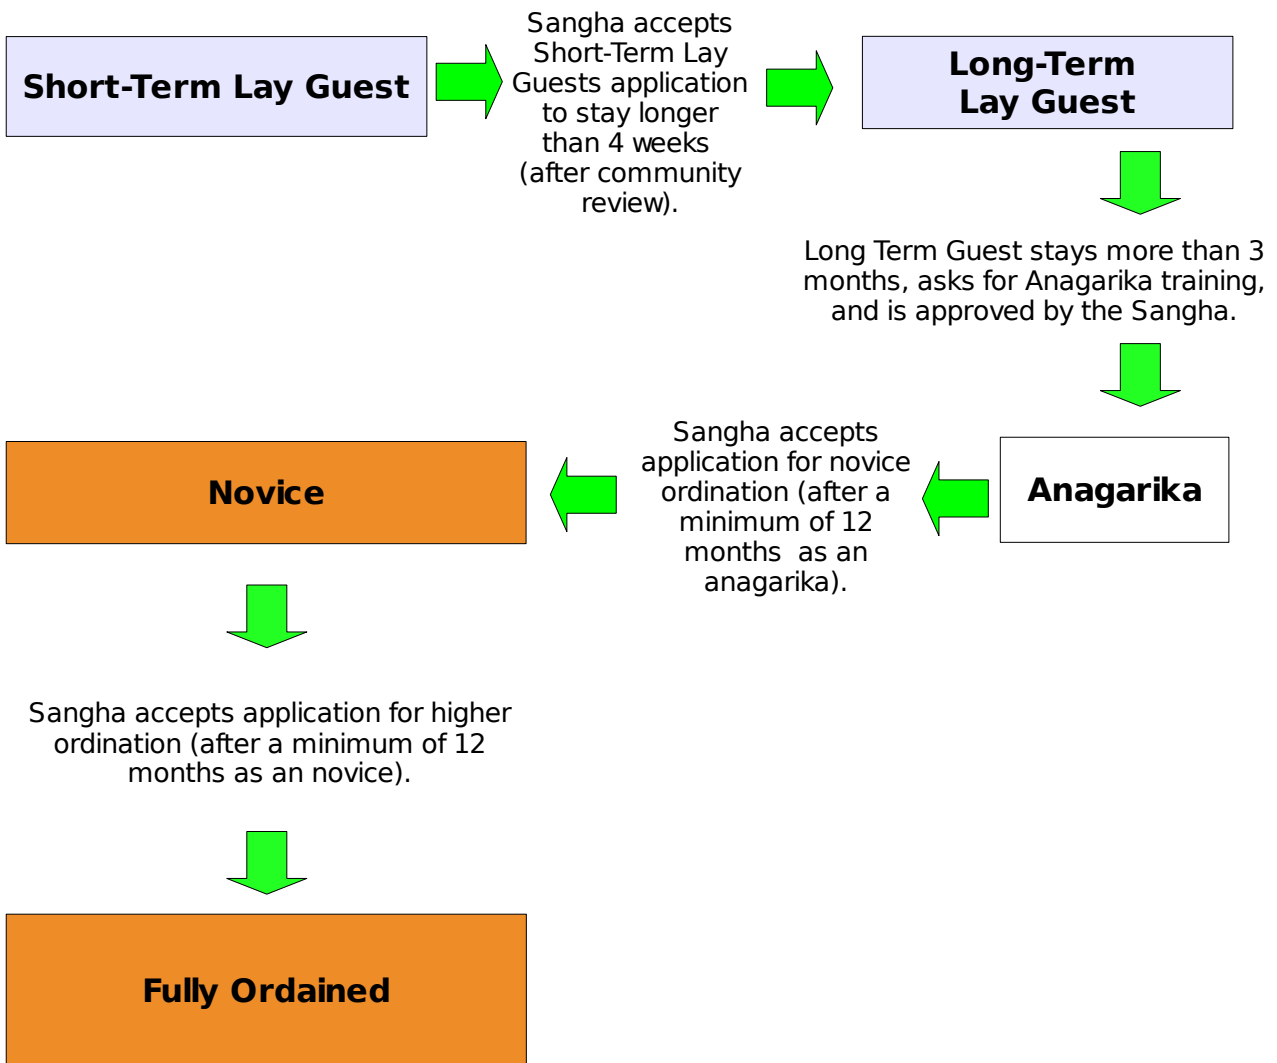 Short-Term Lay Guest
Sangha accepts
Short-Term Lay
Guests application
to stay longer
than 4 weeks
(after community
review).
Long-Term
Lay Guest
Long Term Guest stays more than 3
months, asks for Anagarika training,
and is approved by the Sangha.
Anagarika
Sangha accepts
application for novice
ordination (after a
minimum of 12
months  as an
anagarika).
Novice
Sangha accepts application for higher
ordination (after a minimum of 12
months as an novice).
Fully Ordained